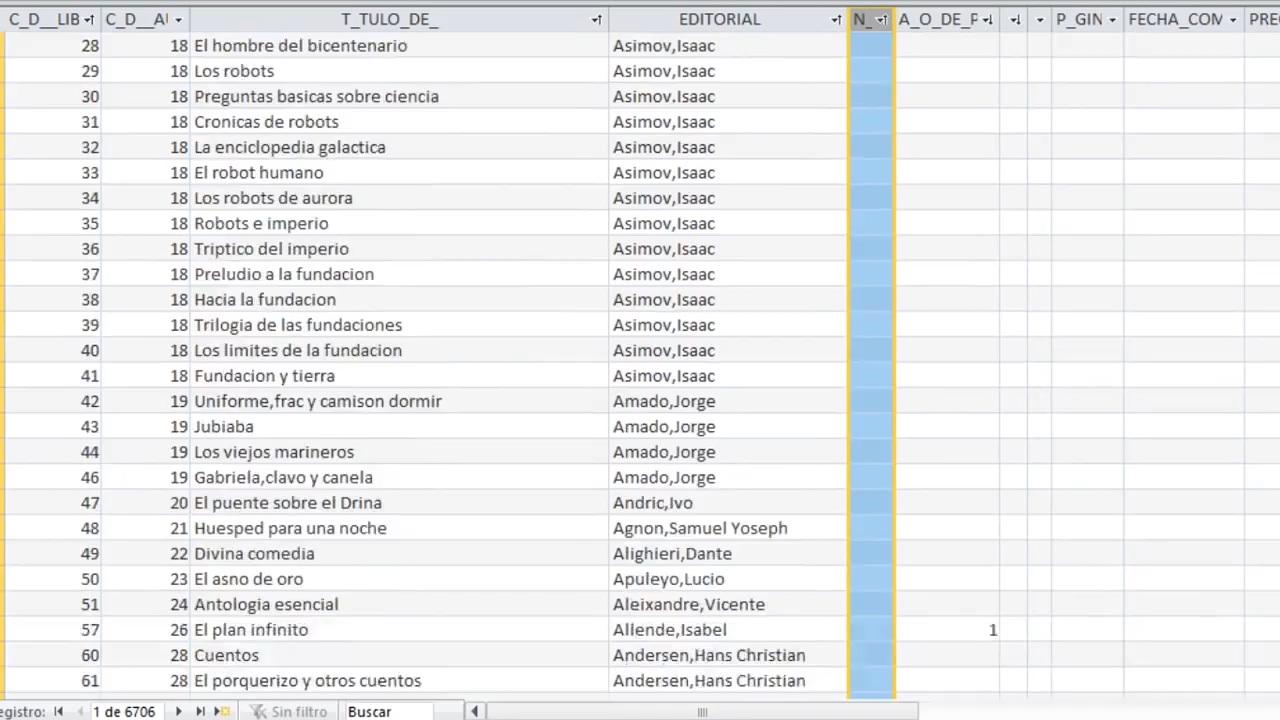 C_D__LIB C_D__AU T_TULO_DE_ EDITORIAL N_ A_O_DE_P P_GIN FECHA_COM PREC
28 18 El hombre del bicentenario Asimov,Isaac
29 18 Los robots Asimov,Isaac
30 18 Preguntas basicas sobre ciencia Asimov.Isaac
31 18 Cronicas de robots Asimov,Isaac
32 18 La enciclopedia galactica Asimov,Isaac
33 18 El robot humano Asimov,Isaac
34 18 Los robots de aurora Asimov,Isaac
35 18 Robots e imperio Asimov,Isaac
36 18 Triptico del imperio Asimov,Isaac
37 18 Preludio a la fundacion Asimov,Isaac
38 18 Hacia la fundacion Asimov,Isaac
39 18 Trilogia de las fundaciones Asimov,Isaac
40 18 Los limites de la fundacion Asimov,Isaac
41 18 Fundacion y tierra Asimov,Isaac
42 19 Uniforme,frac y camison dormir Amado,Jorge
43 19 Jubiaba Amado,Jorge
44 19 Los viejos marineros Amado,Jorge
46 19 Gabriela,clavo y canela Amado,Jorge
47 20 El puente sobre el Drina Andric,Ivo
48 21 Huesped para una noche Agnon,Samuel Yoseph
49 22 Divina comedia Alighieri,Dante
50 23 El asno de oro Apuleyo,Lucio
51 24 Antologia esencial Aleixandre,Vicente
57 26 El plan infinito Allende,Isabel 1
60 28 Cuentos Andersen,Hans Christian
61 28 El porquerizo y otros cuentos Andersen,Hans Christian
egistro: 1 de 6706 Sin filtro Buscar